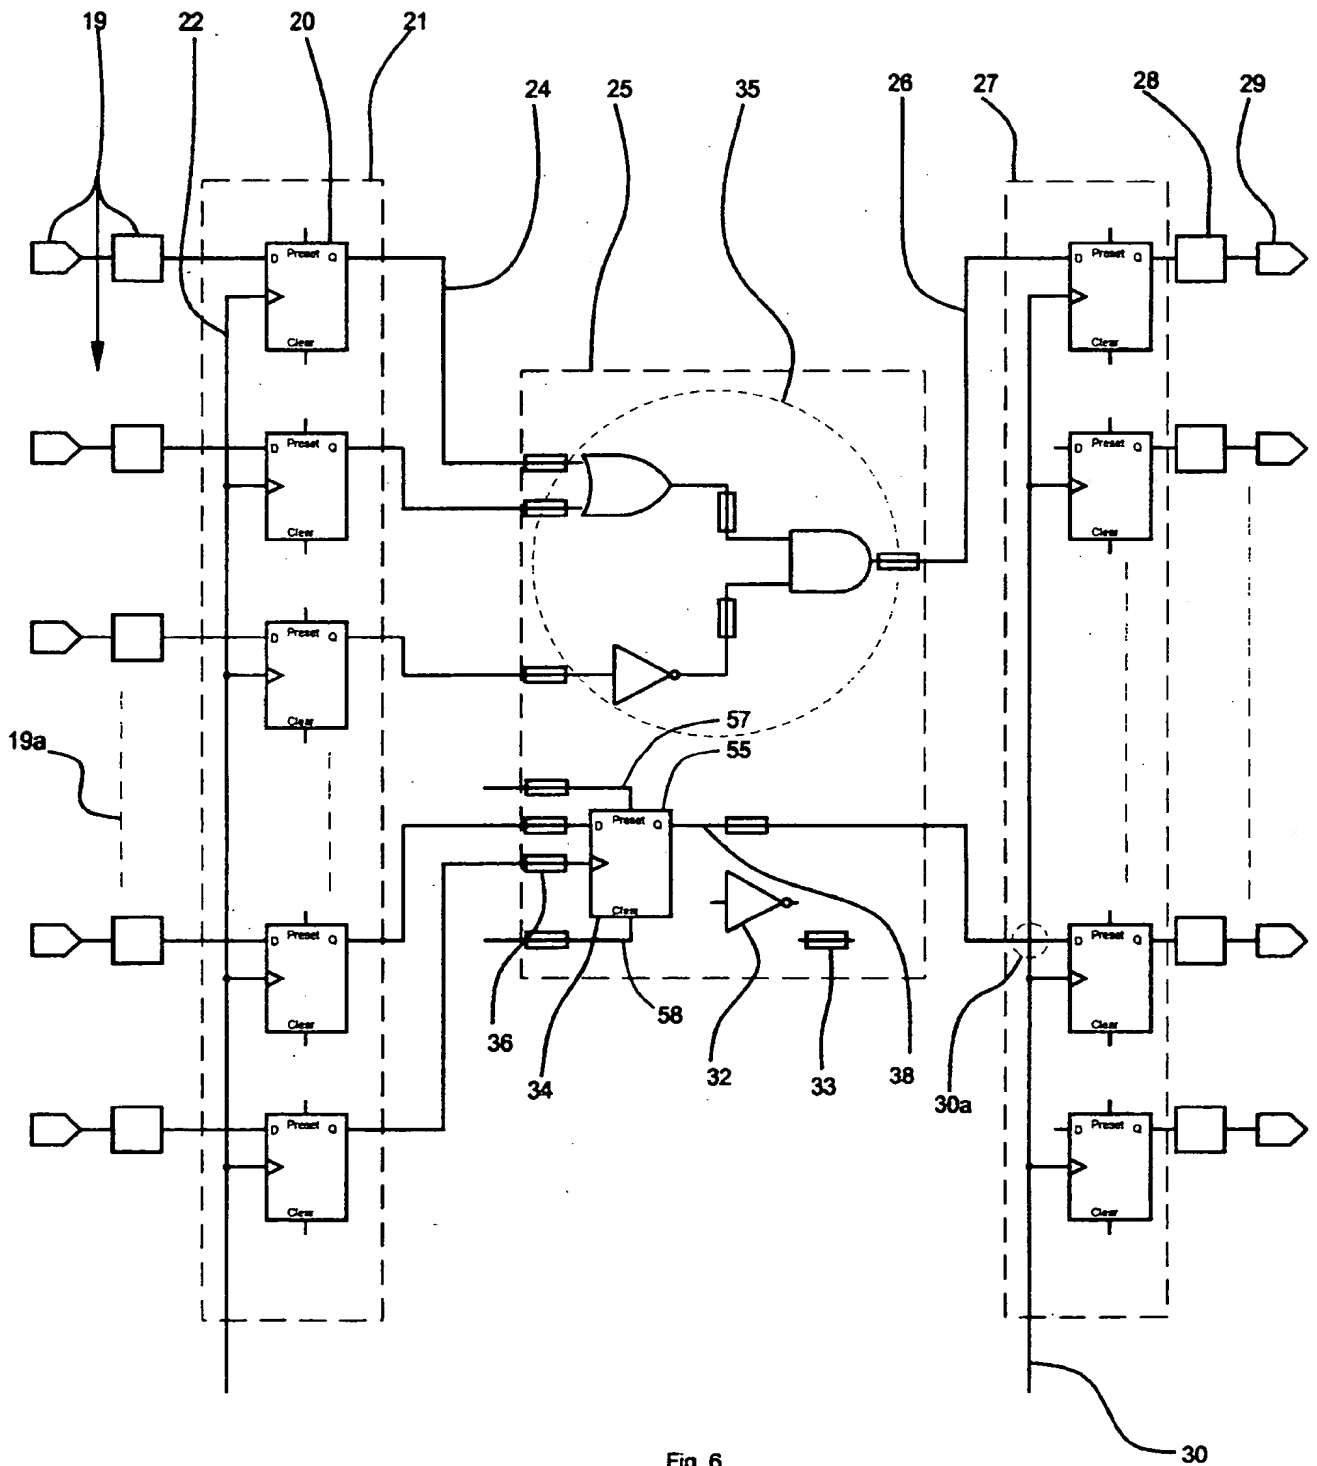 19 22 20 21
24 25 35 26 27 28 29
D Preset Q
Clear
D Preset Q
Clear
D Preset Q
Clear
D Preset Q
Clear
D Preset Q
Clear
19a
57
55
D Preset Q
Clear
36 34 58 32 33 38 30a
D Preset Q
Clear
D Preset Q
Clear
D Preset Q
Clear
D Preset Q
Clear
30
Fig. 6